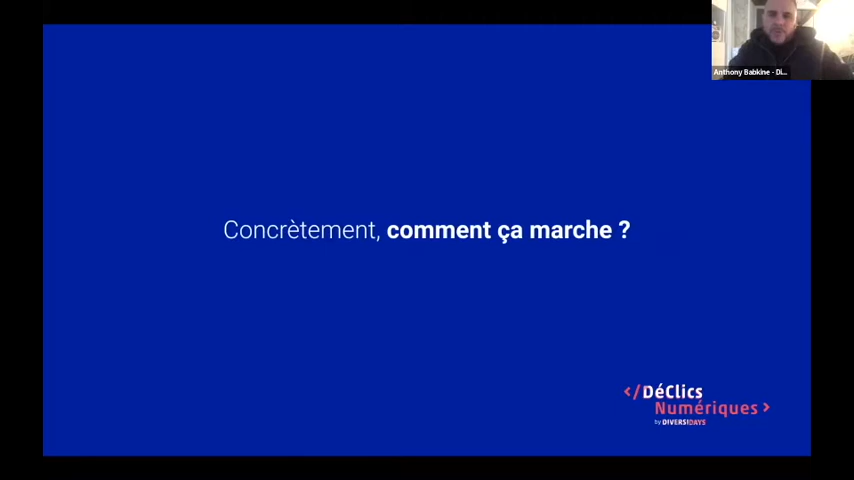 Anthony Babkine - Di...
Concrètement, comment ça marche ?
</DéClics
Numériques>
by DIVERSIDAYS